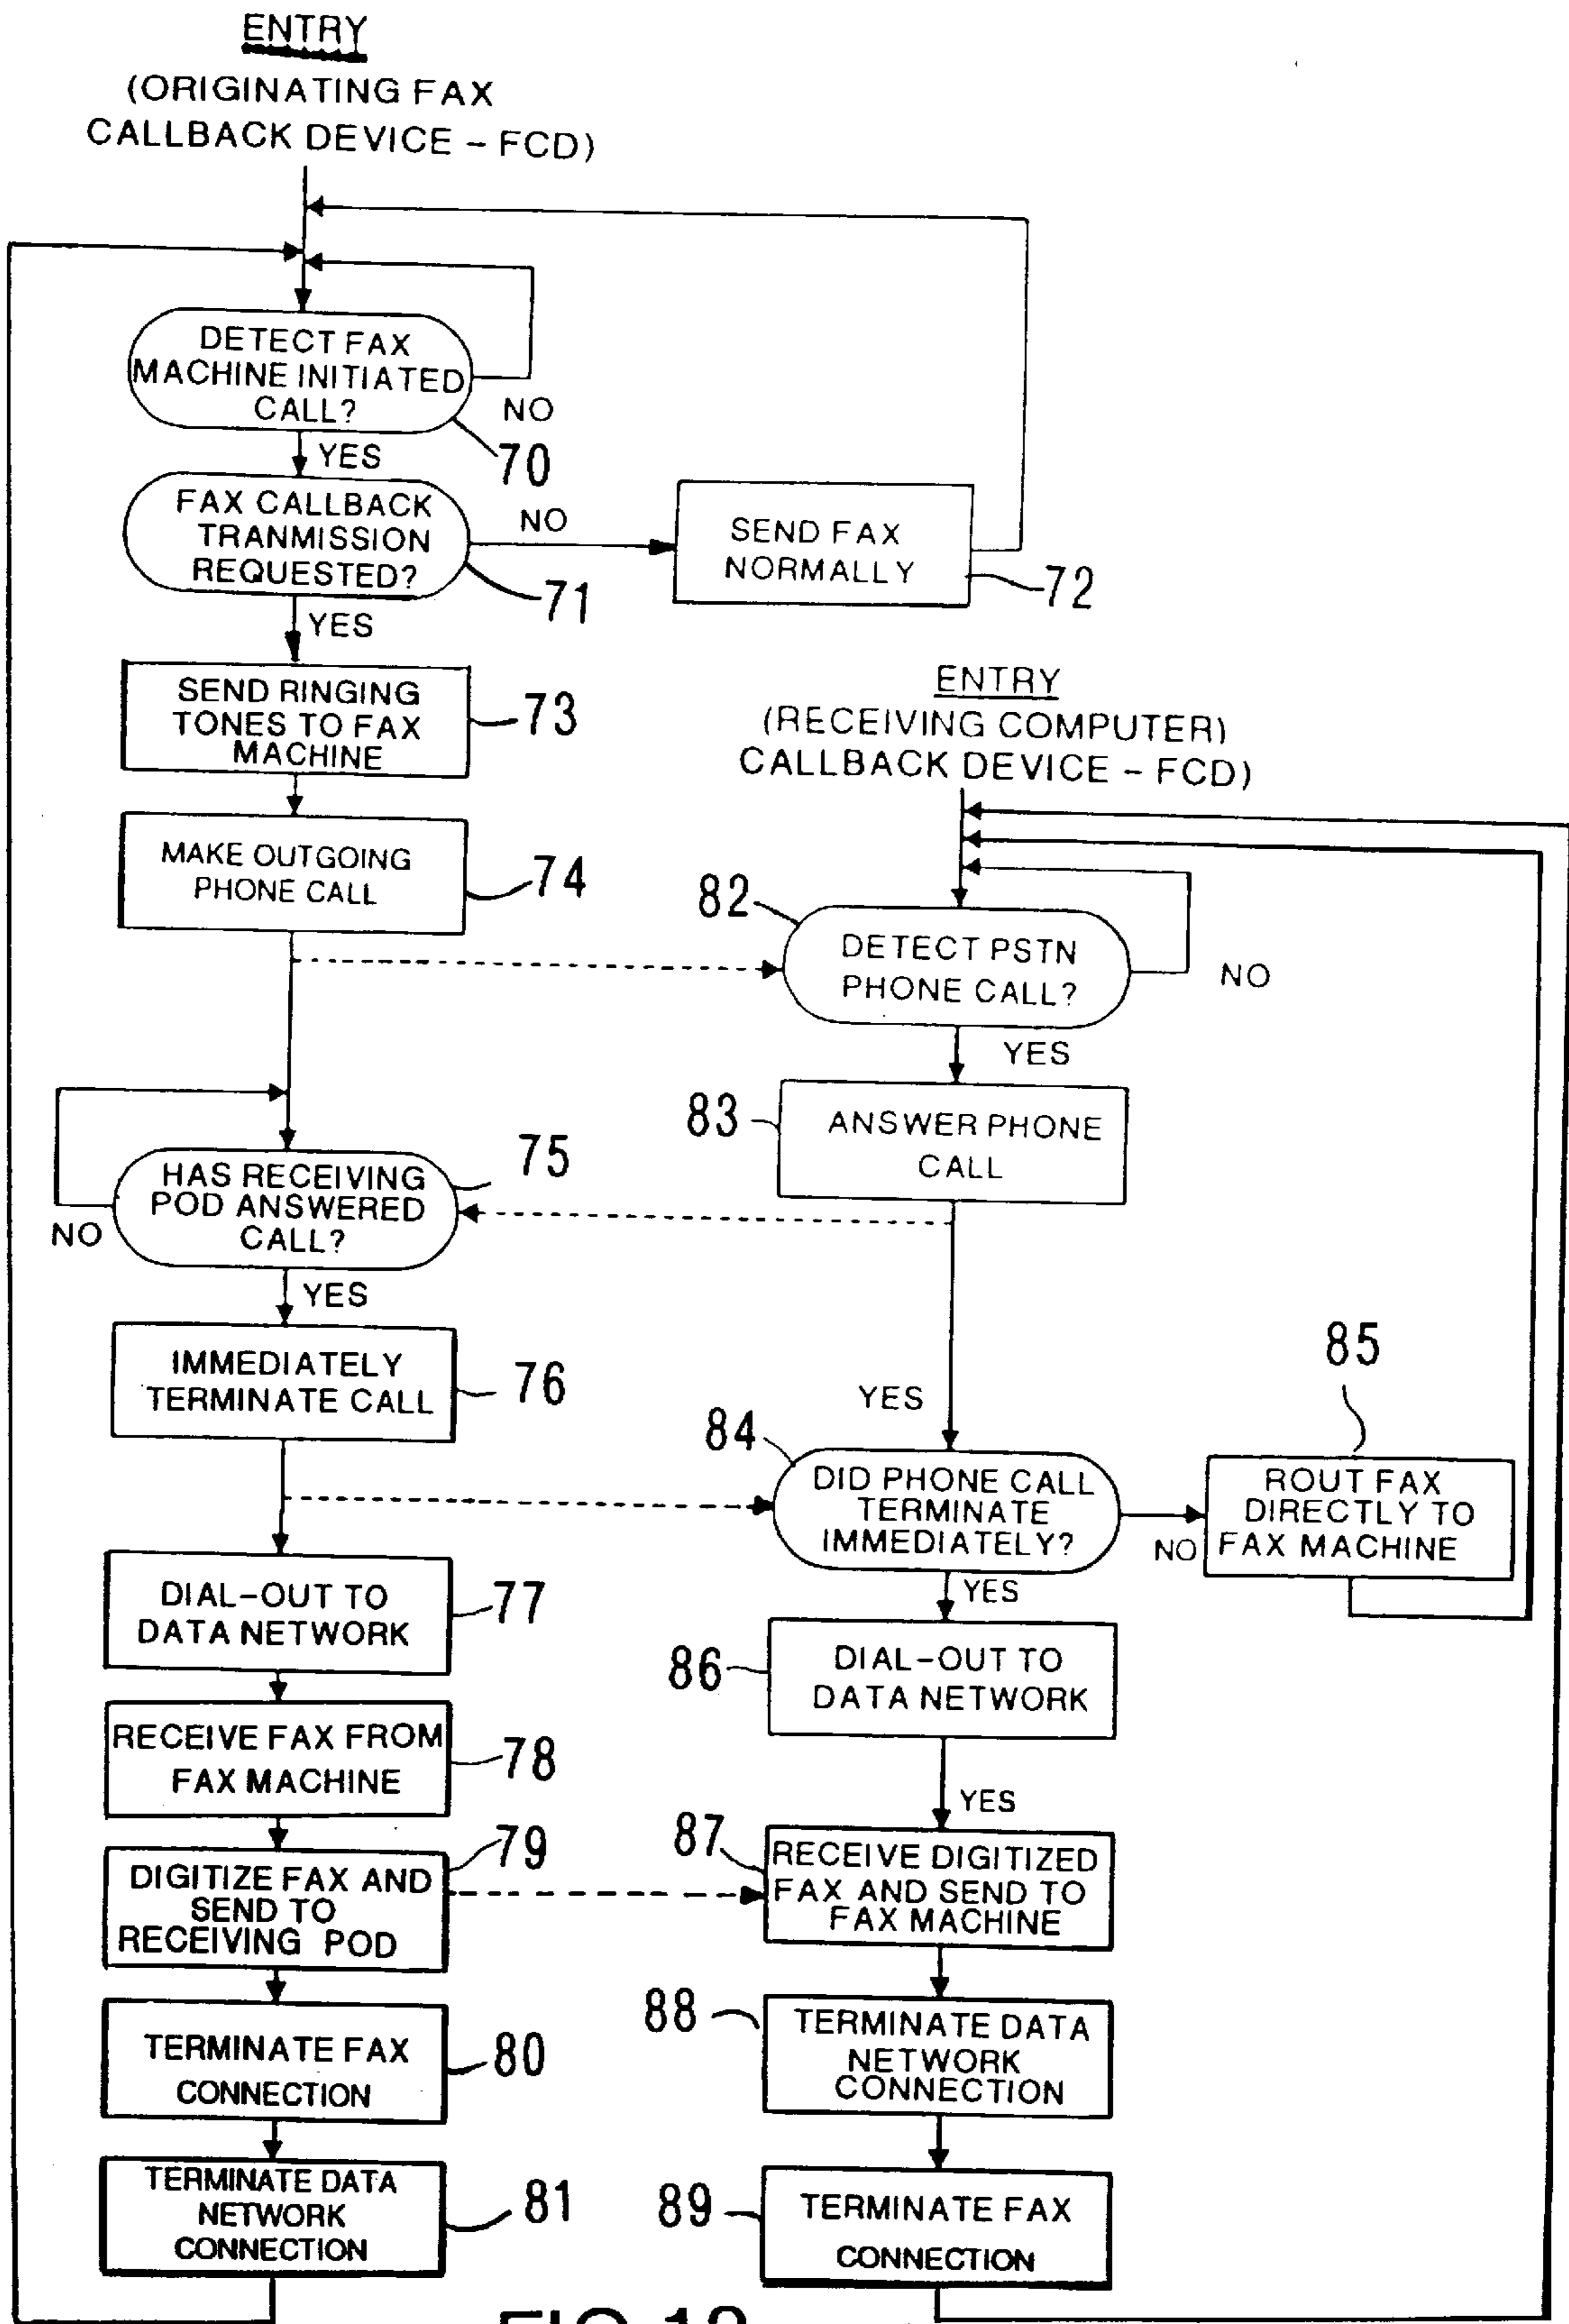 ENTRY
(ORIGINATING FAX
CALLBACK DEVICE – FCD)
DETECT FAX
MACHINE INITIATED
CALL?
NO
70
YES
FAX CALLBACK
TRANMISSION
REQUESTED?
NO
71
SEND FAX
NORMALLY
72
YES
SEND RINGING
TONES TO FAX
MACHINE
73
MAKE OUTGOING
PHONE CALL
74
HAS RECEIVING
POD ANSWERED
CALL?
75
NO
YES
IMMEDIATELY
TERMINATE CALL
76
DIAL-OUT TO
DATA NETWORK
77
RECEIVE FAX FROM
FAX MACHINE
78
DIGITIZE FAX AND
SEND TO
RECEIVING POD
79
TERMINATE FAX
CONNECTION
80
TERMINATE DATA
NETWORK
CONNECTION
81
ENTRY
(RECEIVING COMPUTER)
CALLBACK DEVICE – FCD)
82
DETECT PSTN
PHONE CALL?
NO
YES
83
ANSWER PHONE
CALL
YES
84
DID PHONE CALL
TERMINATE
IMMEDIATELY?
NO
85
ROUT FAX
DIRECTLY TO
FAX MACHINE
YES
86
DIAL-OUT TO
DATA NETWORK
YES
87
RECEIVE DIGITIZED
FAX AND SEND TO
FAX MACHINE
88
TERMINATE DATA
NETWORK
CONNECTION
89
TERMINATE FAX
CONNECTION